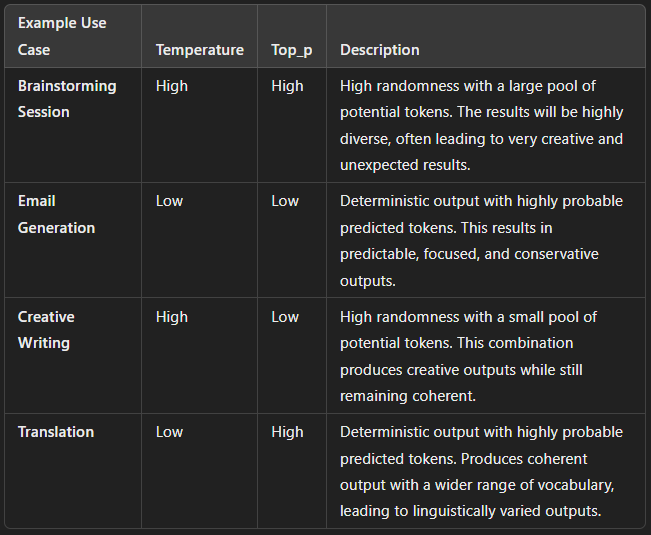 Example Use
Case
Temperature
Top_p
Description
Brainstorming
Session
High
High
High randomness with a large pool of
potential tokens. The results will be highly
diverse, often leading to very creative and
unexpected results.
Email
Generation
Low
Low
Deterministic output with highly probable
predicted tokens. This results in
predictable, focused, and conservative
outputs.
Creative
Writing
High
Low
High randomness with a small pool of
potential tokens. This combination
produces creative outputs while still
remaining coherent.
Translation
Low
High
Deterministic output with highly probable
predicted tokens. Produces coherent
output with a wider range of vocabulary,
leading to linguistically varied outputs.